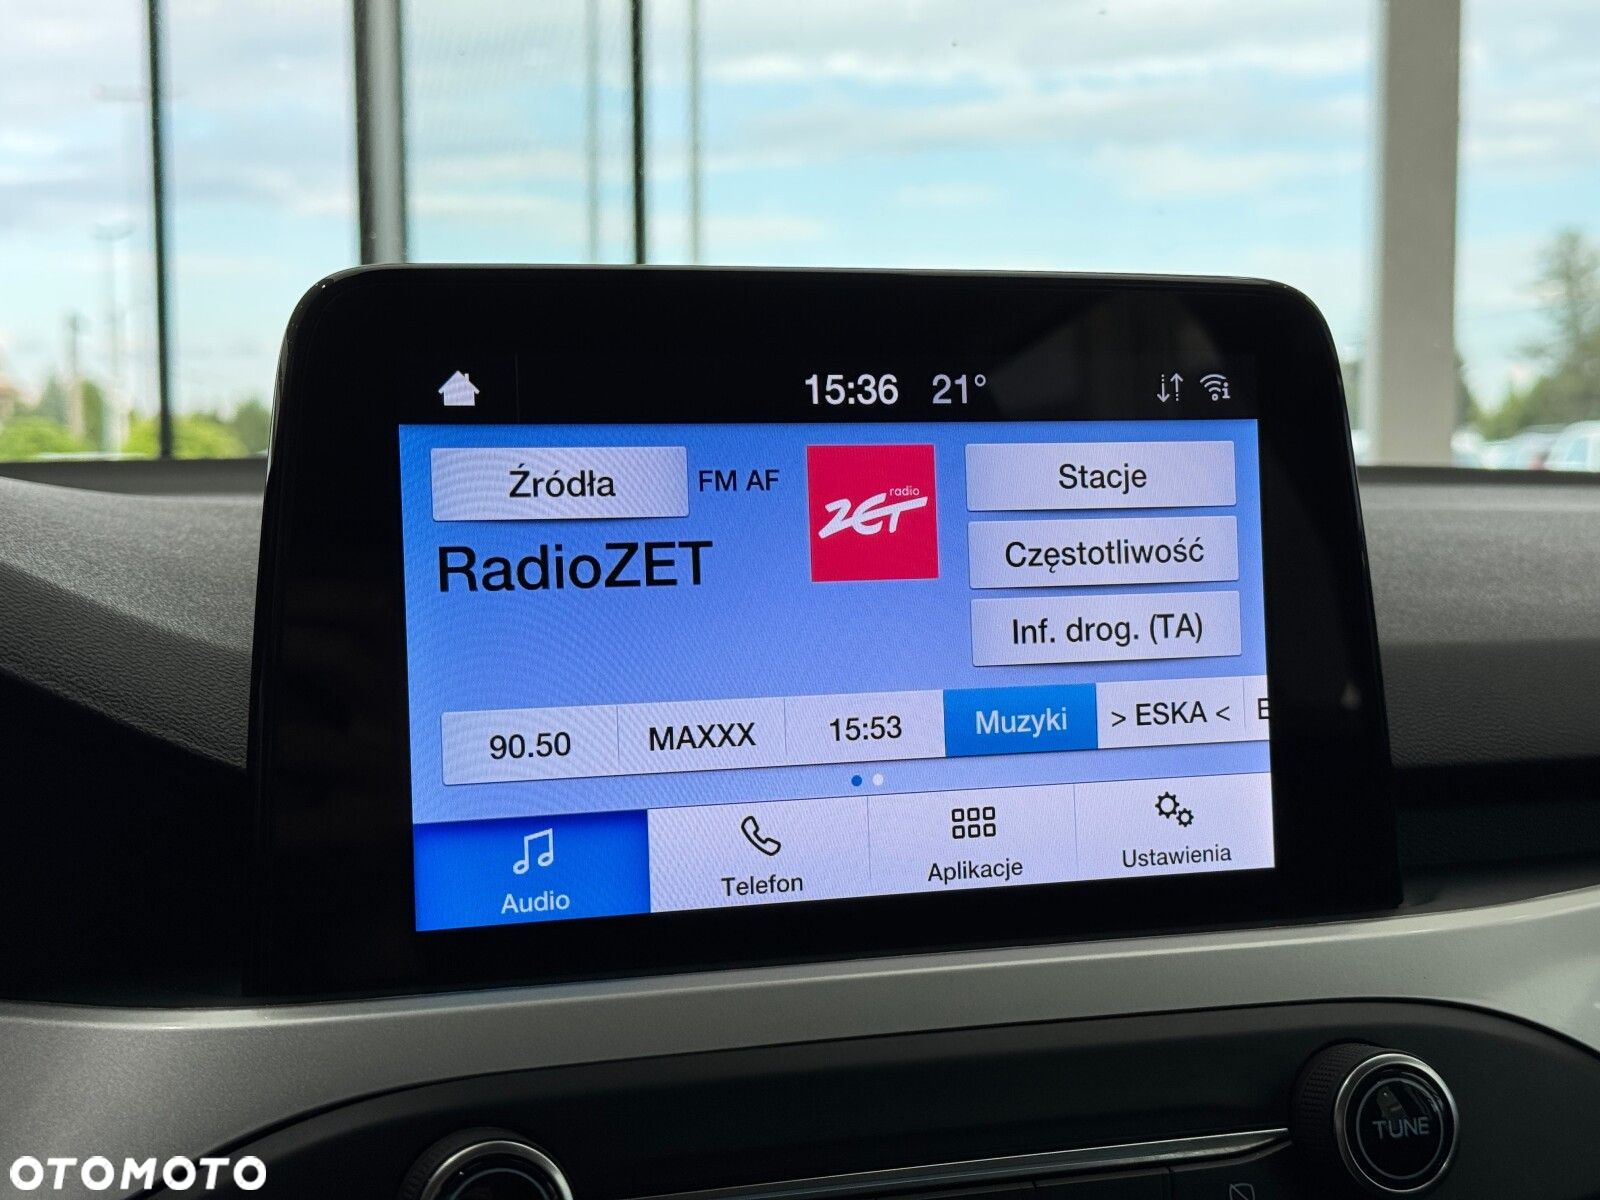 15:36 21°
Źródła
FM AF
radio
ZET
RadioZET
Stacje
Częstotliwość
Inf. drog. (TA)
90.50
MAXXX
15:53
Muzyki
> ESKA <
E
Audio
Telefon
Aplikacje
Ustawienia
TUNE
OTOMOTO